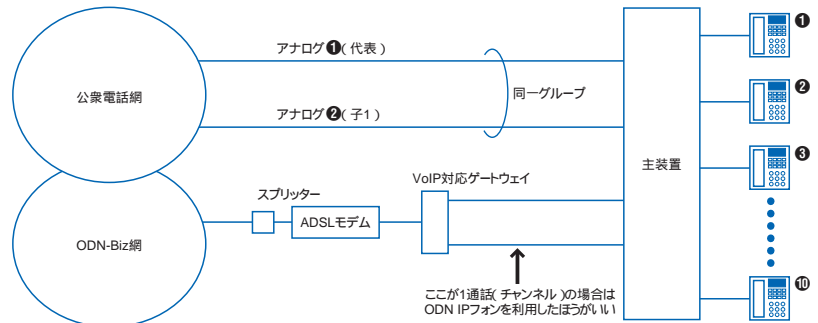 アナログ❶(代表)
❶
公衆電話網
同一グループ
❷
アナログ❷(子1)
主装置
❸
スプリッター
VoIP対応ゲートウェイ
ADSLモデム
ODN-Biz網
ここが1通話(チャンネル)の場合は
ODN IPフォンを利用したほうがいい
❿